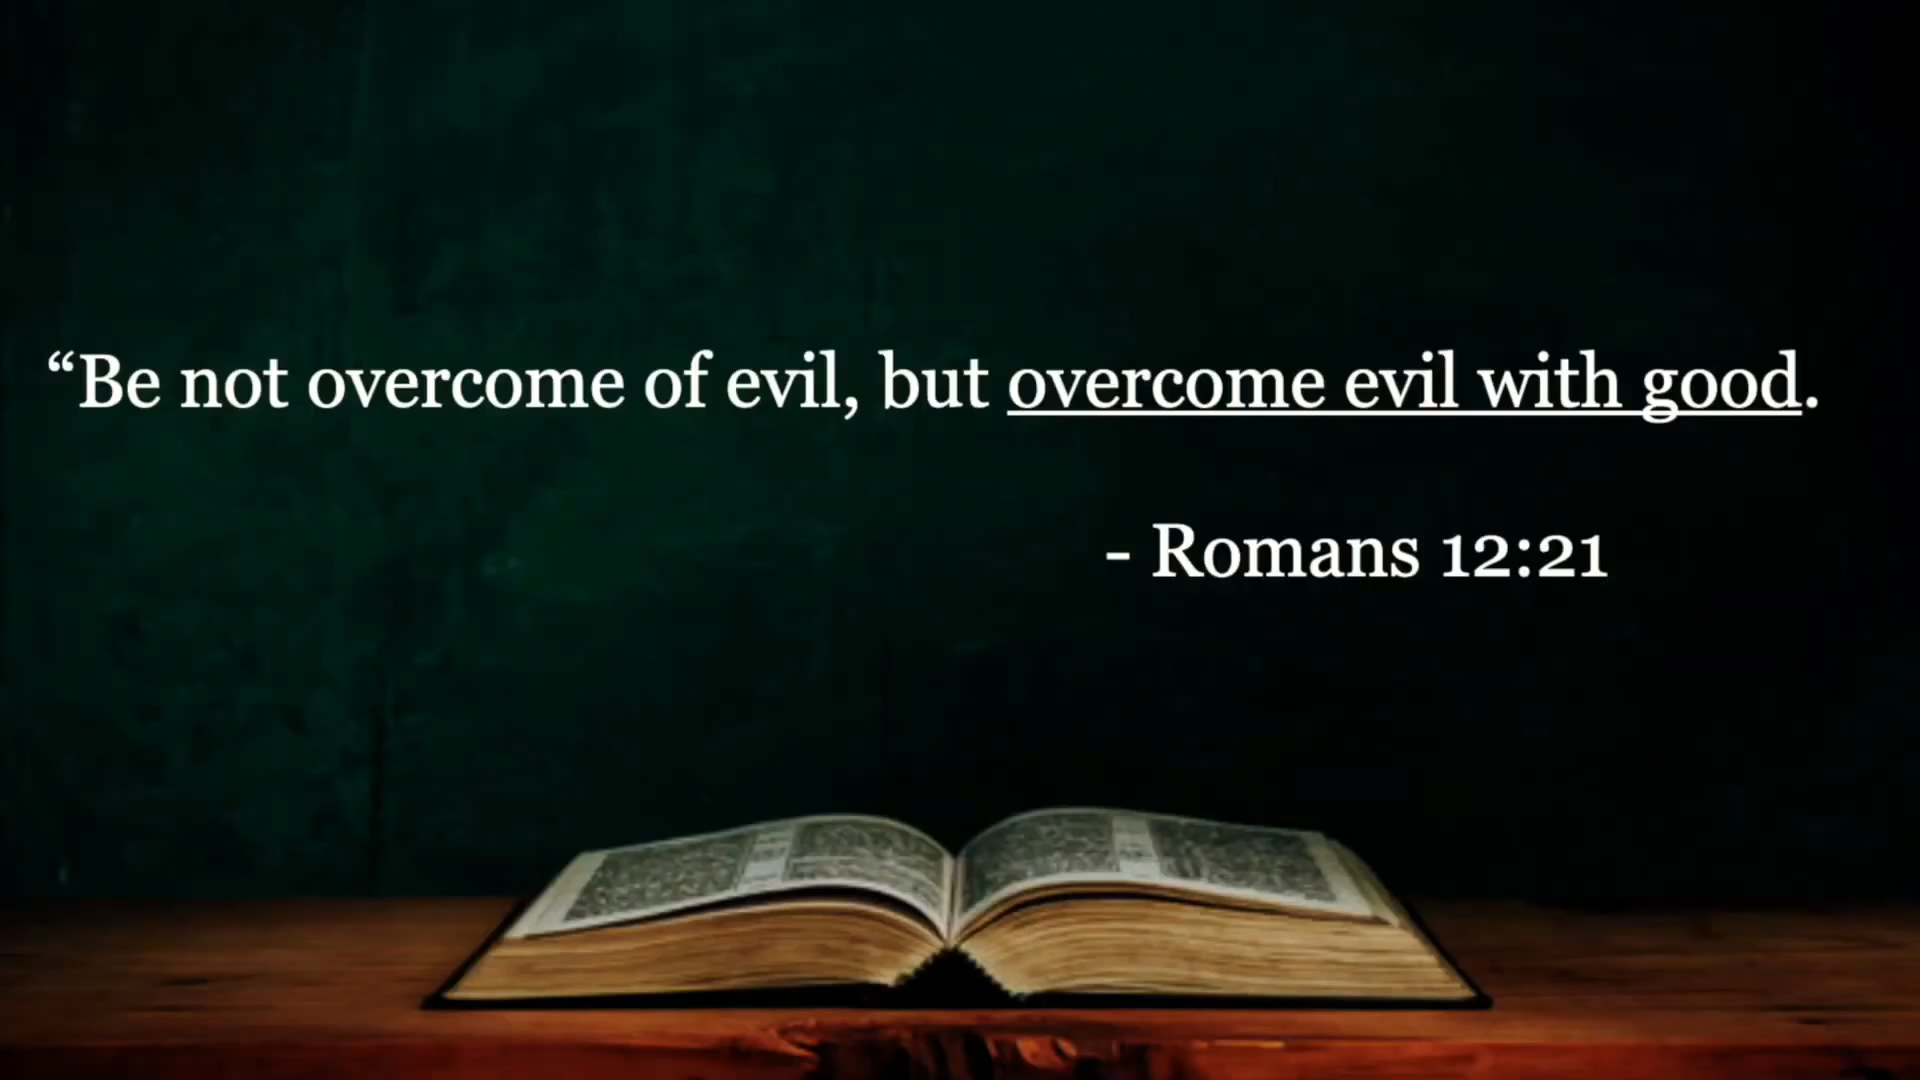 “Be not overcome of evil, but overcome evil with good.
- Romans 12:21